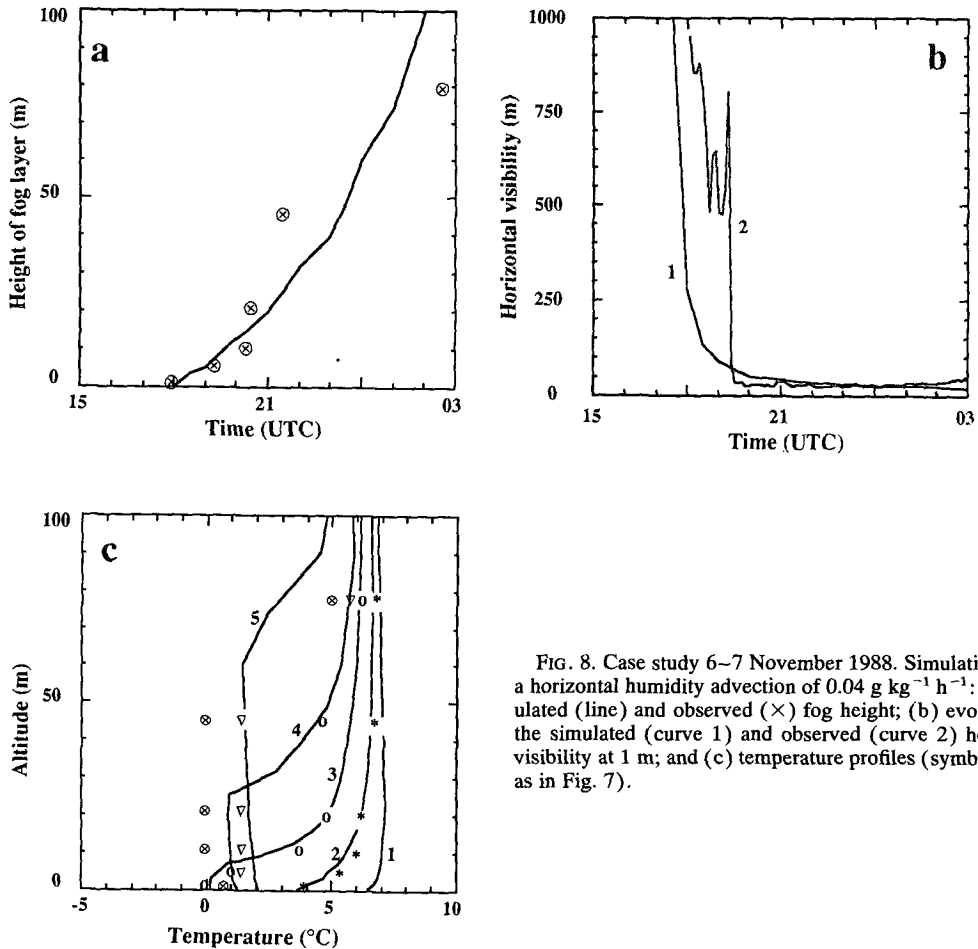 a
Height of fog layer (m)
100
50
0
15
21
03
Time (UTC)
b
Horizontal visibility (m)
1000
750
500
250
0
1
2
15
21
03
Time (UTC)
c
Altitude (m)
100
50
0
5
4
3
2
1
-5
0
5
10
Temperature (°C)
FIG. 8. Case study 6–7 November 1988. Simulati
a horizontal humidity advection of 0.04 g kg⁻¹ h⁻¹:
ulated (line) and observed (×) fog height; (b) evo
the simulated (curve 1) and observed (curve 2) h
visibility at 1 m; and (c) temperature profiles (symb
as in Fig. 7).